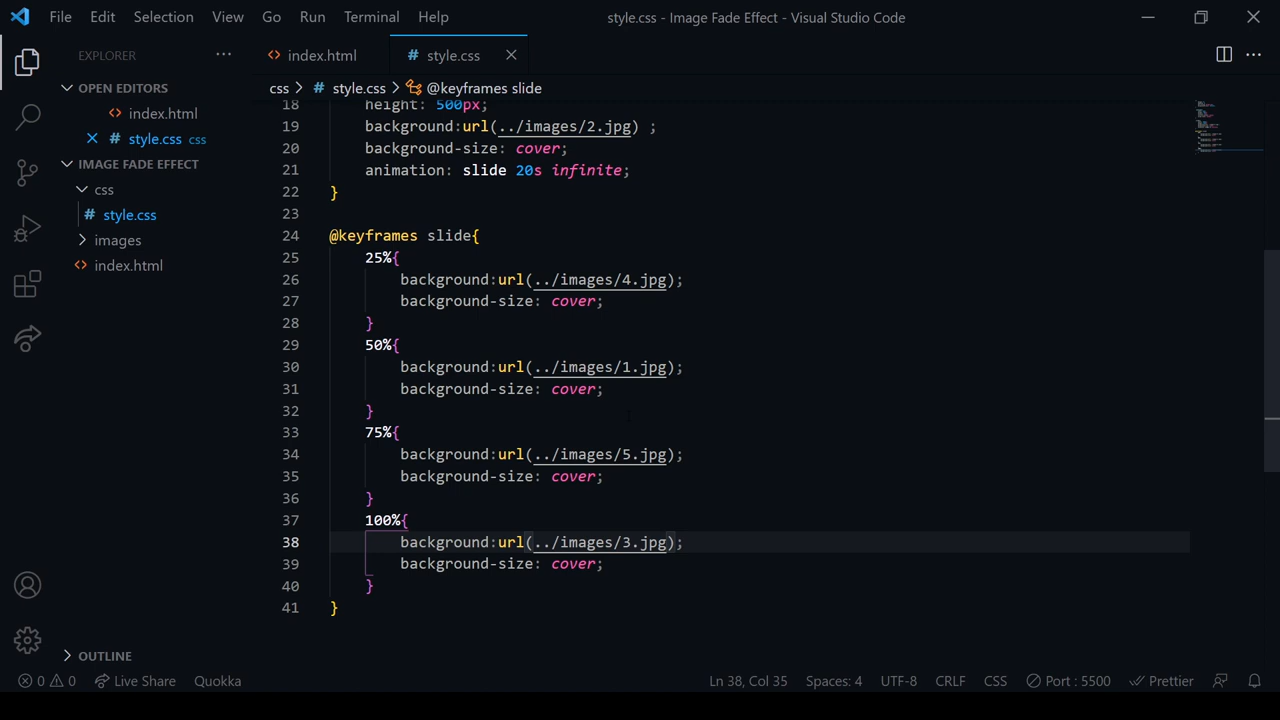 File Edit Selection View Go Run Terminal Help style.css - Image Fade Effect - Visual Studio Code
EXPLORER ··· <> index.html # style.css ×
css > # style.css > @keyframes slide
OPEN EDITORS
<> index.html
× # style.css css
IMAGE FADE EFFECT
css
# style.css
images
<> index.html
18 height: 500px;
19 background:url(../images/2.jpg) ;
20 background-size: cover;
21 animation: slide 20s infinite;
22 }
23
24 @keyframes slide{
25 25%{
26 background:url(../images/4.jpg);
27 background-size: cover;
28 }
29 50%{
30 background:url(../images/1.jpg);
31 background-size: cover;
32 }
33 75%{
34 background:url(../images/5.jpg);
35 background-size: cover;
36 }
37 100%{
38 background:url(../images/3.jpg);
39 background-size: cover;
40 }
41 }
OUTLINE
0 0 Live Share Quokka Ln 38, Col 35 Spaces: 4 UTF-8 CRLF CSS Port : 5500 Prettier